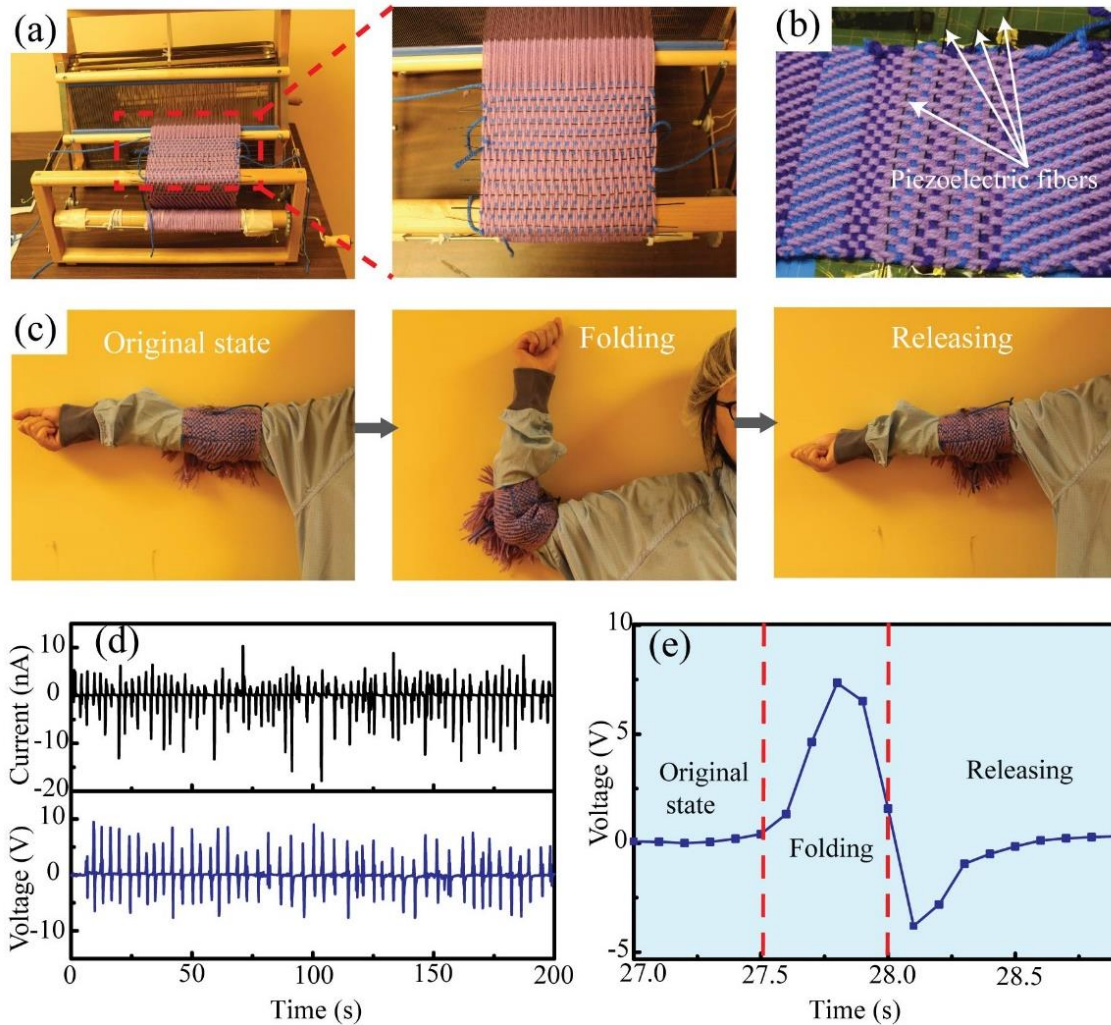 (a)
(b)
Piezoelectric fibers
(c)
Original state
Folding
Releasing
(d)
Current (nA)
10
0
-10
-20
Voltage (V)
10
0
-10
0
50
100
150
200
Time (s)
(e)
Voltage (V)
10
5
0
-5
Original
state
Folding
Releasing
27.0
27.5
28.0
28.5
Time (s)